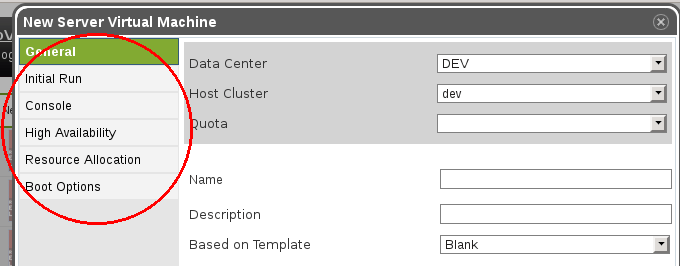 New Server Virtual Machine
General
Initial Run
Console
High Availability
Resource Allocation
Boot Options
Data Center DEV
Host Cluster dev
Quota
Name
Description
Based on Template Blank